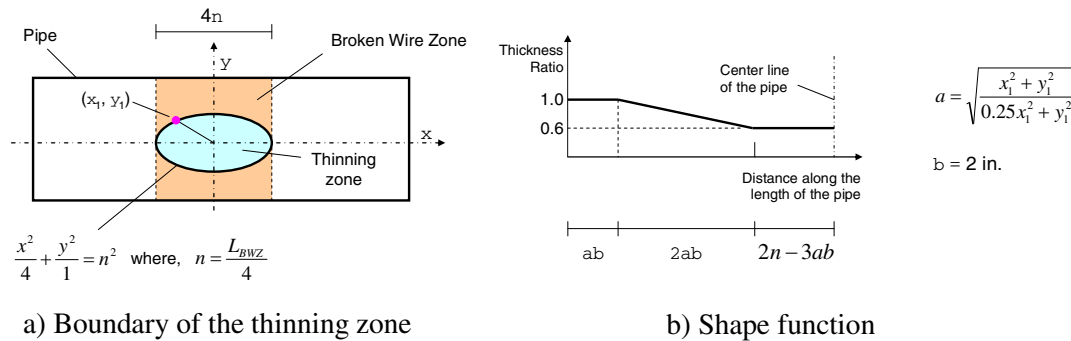 4n
Pipe
y
Broken Wire Zone
(x₁, y₁)
x
Thinning
zone
x²/4 + y²/1 = n² where, n = L_BWZ/4
a) Boundary of the thinning zone
Thickness
Ratio
Center line
of the pipe
1.0
0.6
Distance along the
length of the pipe
ab
2ab
2n – 3ab
a = √((x₁² + y₁²)/(0.25x₁² + y₁²))
b = 2 in.
b) Shape function